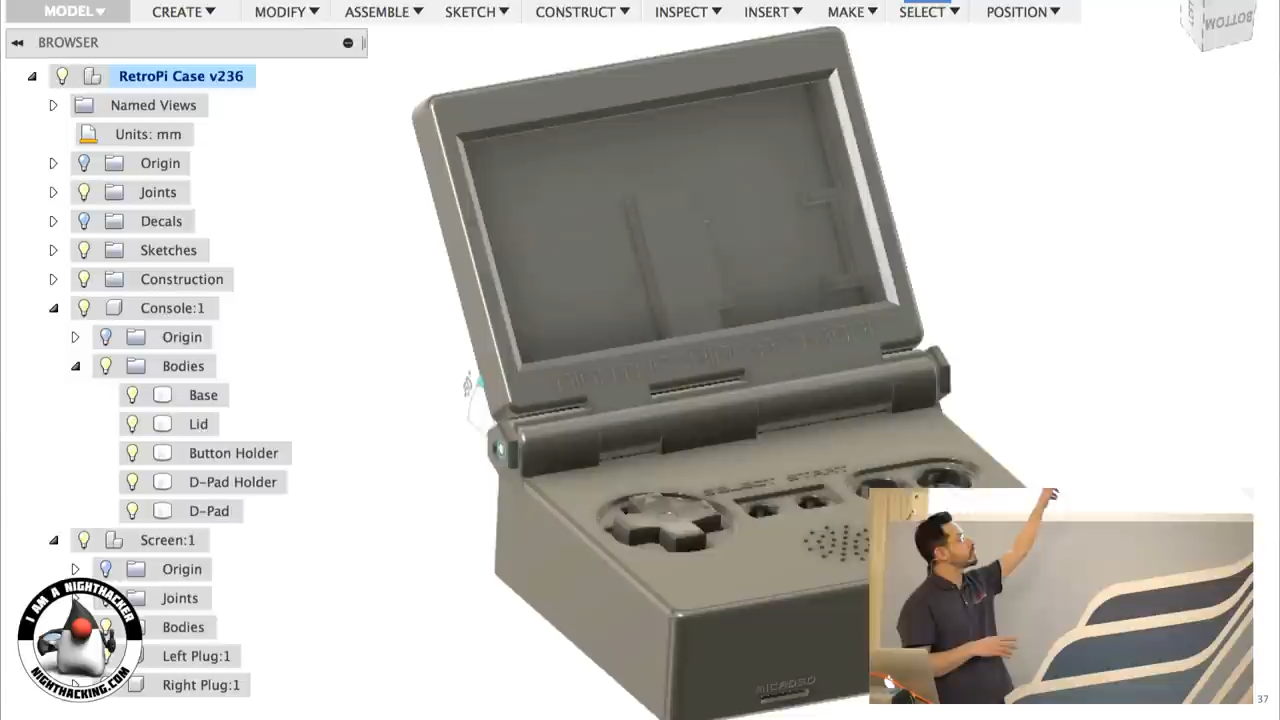 MODEL▾ CREATE▾ MODIFY▾ ASSEMBLE▾ SKETCH▾ CONSTRUCT▾ INSPECT▾ INSERT▾ MAKE▾ SELECT▾ POSITION▾
BOTTOM
BROWSER
RetroPi Case v236
Named Views
Units: mm
Origin
Joints
Decals
Sketches
Construction
Console:1
Origin
Bodies
Base
Lid
Button Holder
D-Pad Holder
D-Pad
Screen:1
Origin
Joints
Bodies
Left Plug:1
Right Plug:1
SELECT START
MICROSD
I AM A NIGHTHACKER
NIGHTHACKING.COM
37